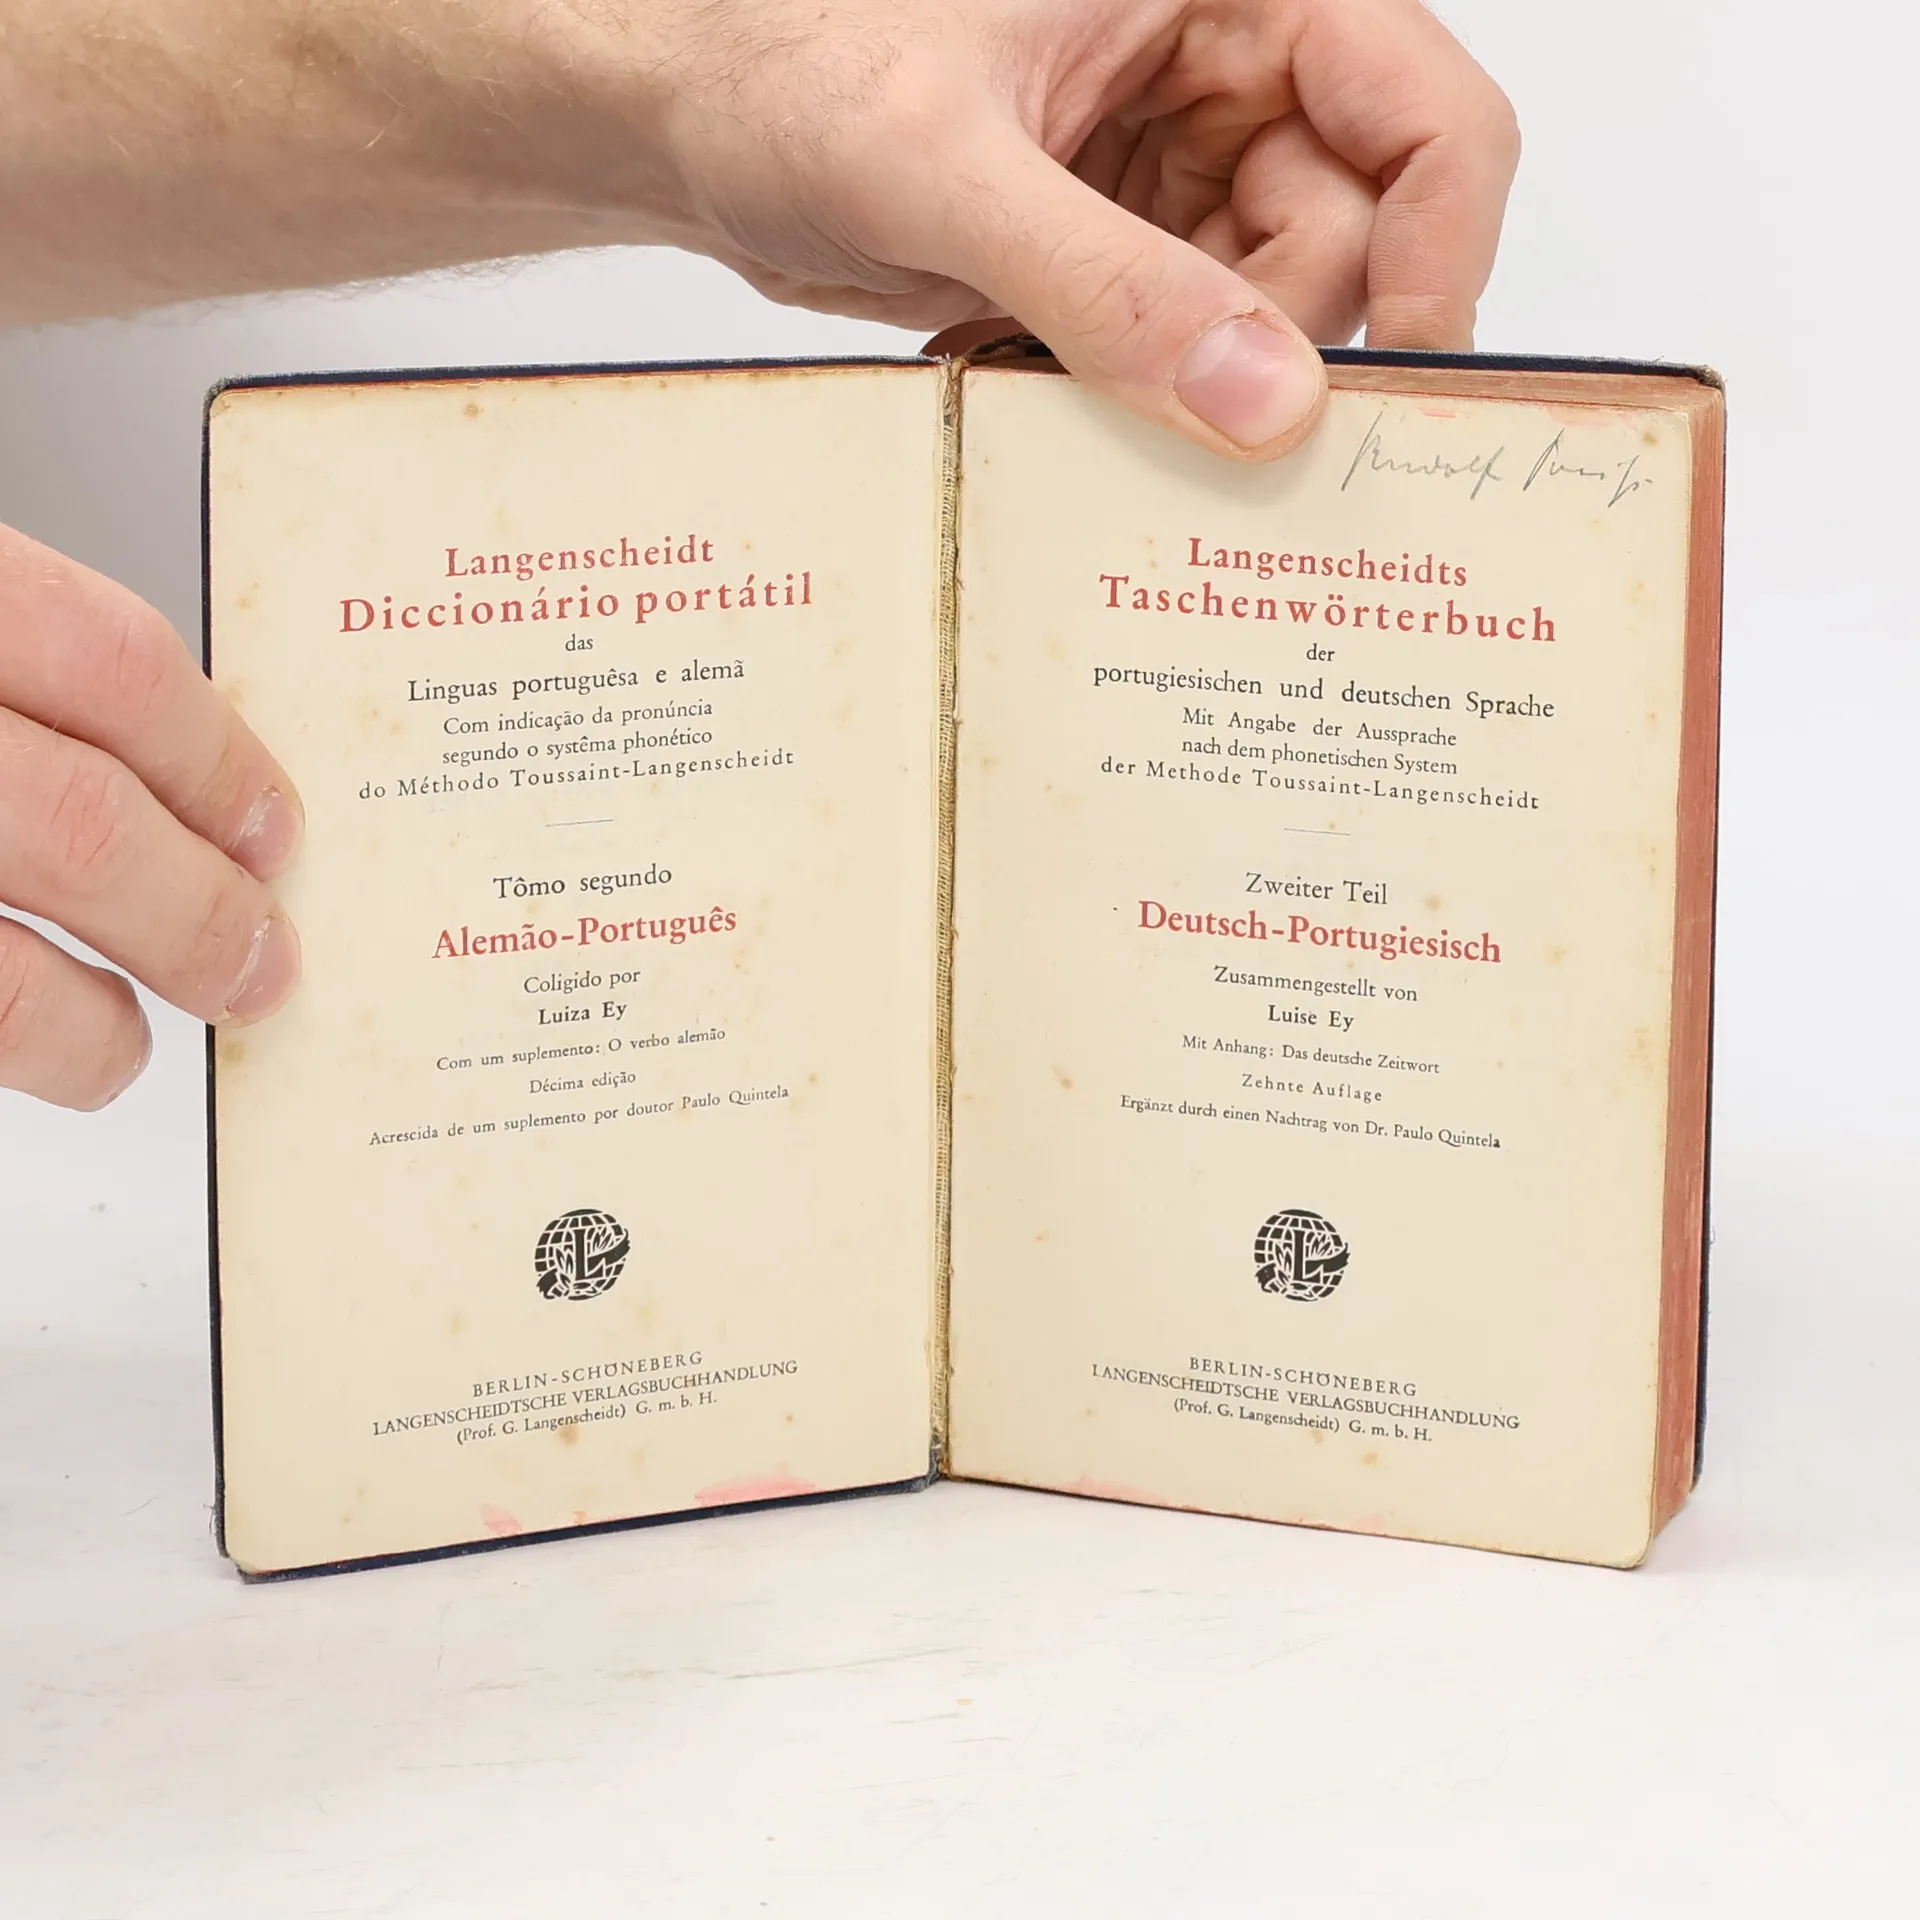 Langenscheidt
Diccionário portátil
das
Linguas portuguêsa e alemã
Com indicação da pronúncia
segundo o systêma phonético
do Méthodo Toussaint-Langenscheidt
Tômo segundo
Alemão-Português
Coligido por
Luiza Ey
Com um suplemento: O verbo alemão
Décima edição
Acrescida de um suplemento por doutor Paulo Quintela
L
BERLIN-SCHÖNEBERG
LANGENSCHEIDTSCHE VERLAGSBUCHHANDLUNG
(Prof. G. Langenscheidt) G. m. b. H.
Rudolf
Langenscheidts
Taschenwörterbuch
der
portugiesischen und deutschen Sprache
Mit Angabe der Aussprache
nach dem phonetischen System
der Methode Toussaint-Langenscheidt
Zweiter Teil
Deutsch-Portugiesisch
Zusammengestellt von
Luise Ey
Mit Anhang: Das deutsche Zeitwort
Zehnte Auflage
Ergänzt durch einen Nachtrag von Dr. Paulo Quintela
L
BERLIN-SCHÖNEBERG
LANGENSCHEIDTSCHE VERLAGSBUCHHANDLUNG
(Prof. G. Langenscheidt) G. m. b. H.